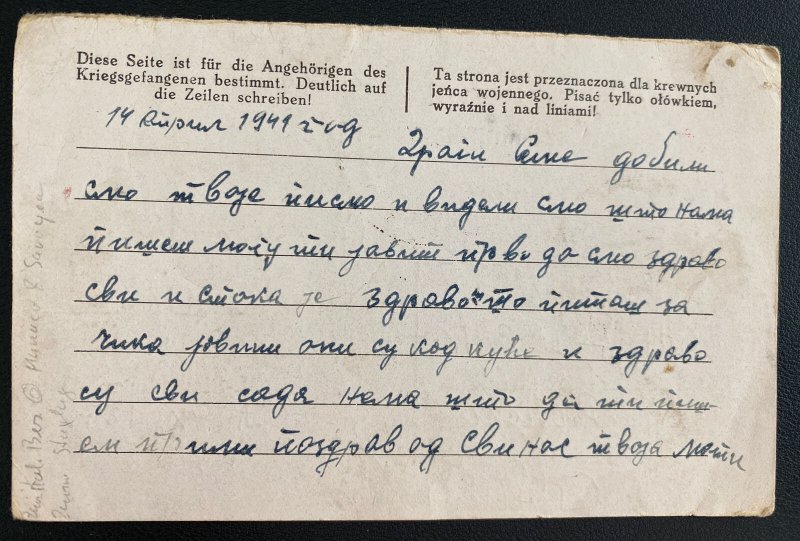 Diese Seite ist für die Angehörigen des
Kriegsgefangenen bestimmt. Deutlich auf
die Zeilen schreiben!
Ta strona jest przeznaczona dla krewnych
jeńca wojennego. Pisać tylko ołówkiem,
wyraźnie i nad liniami!
14 Април 1941 год
Драги Сине добили
смо твоје писмо и видели смо што нама
пишеш могу ти јавит прво да смо здраво
сви и стока је здраво што питаш за
чика они су код куће и здраво
су сви сада нема што да ти пиш
ем прими поздрав од сви нас твоја мати